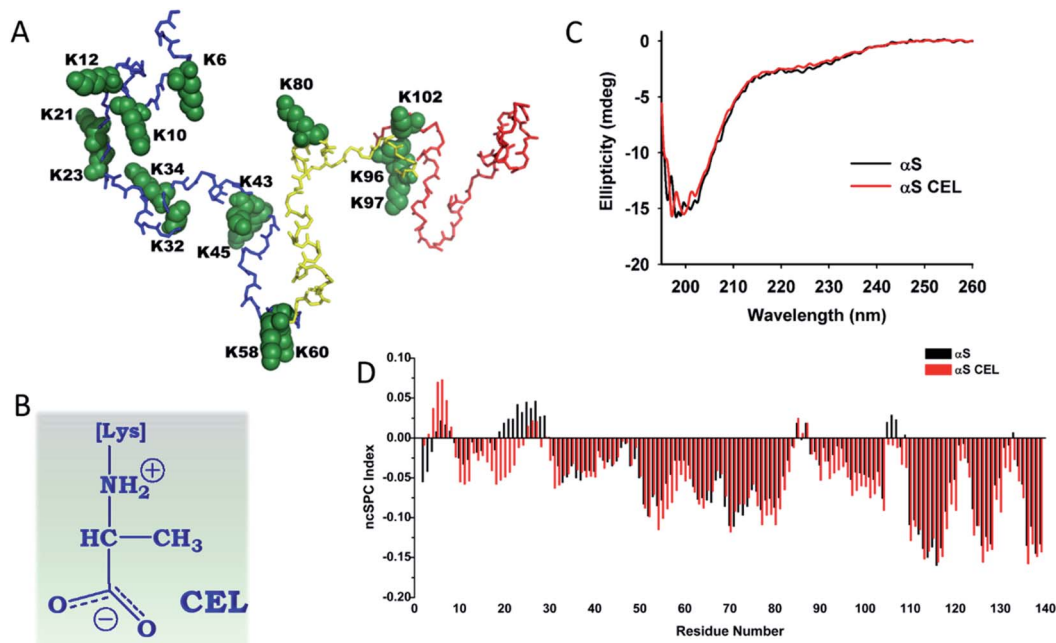 A
K12
K6
K21
K10
K23
K34
K32
K43
K45
K80
K102
K96
K97
K58
K60
B
[Lys]
NH2
+
HC
CH3
O
−
O
CEL
C
Ellipticity (mdeg)
0
-5
-10
-15
-20
αS
αS CEL
200 210 220 230 240 250 260
Wavelength (nm)
D
ncSPC Index
0.10
0.05
0.00
-0.05
-0.10
-0.15
-0.20
αS
αS CEL
0 10 20 30 40 50 60 70 80 90 100 110 120 130 140
Residue Number